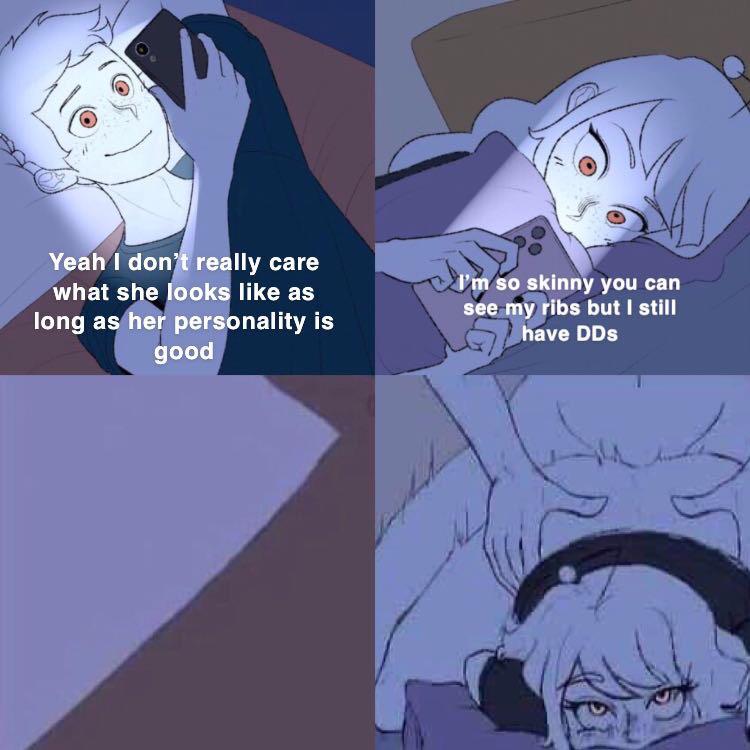 Yeah I don't really care
what she looks like as
long as her personality is
good
I'm so skinny you can
see my ribs but I still
have DDs